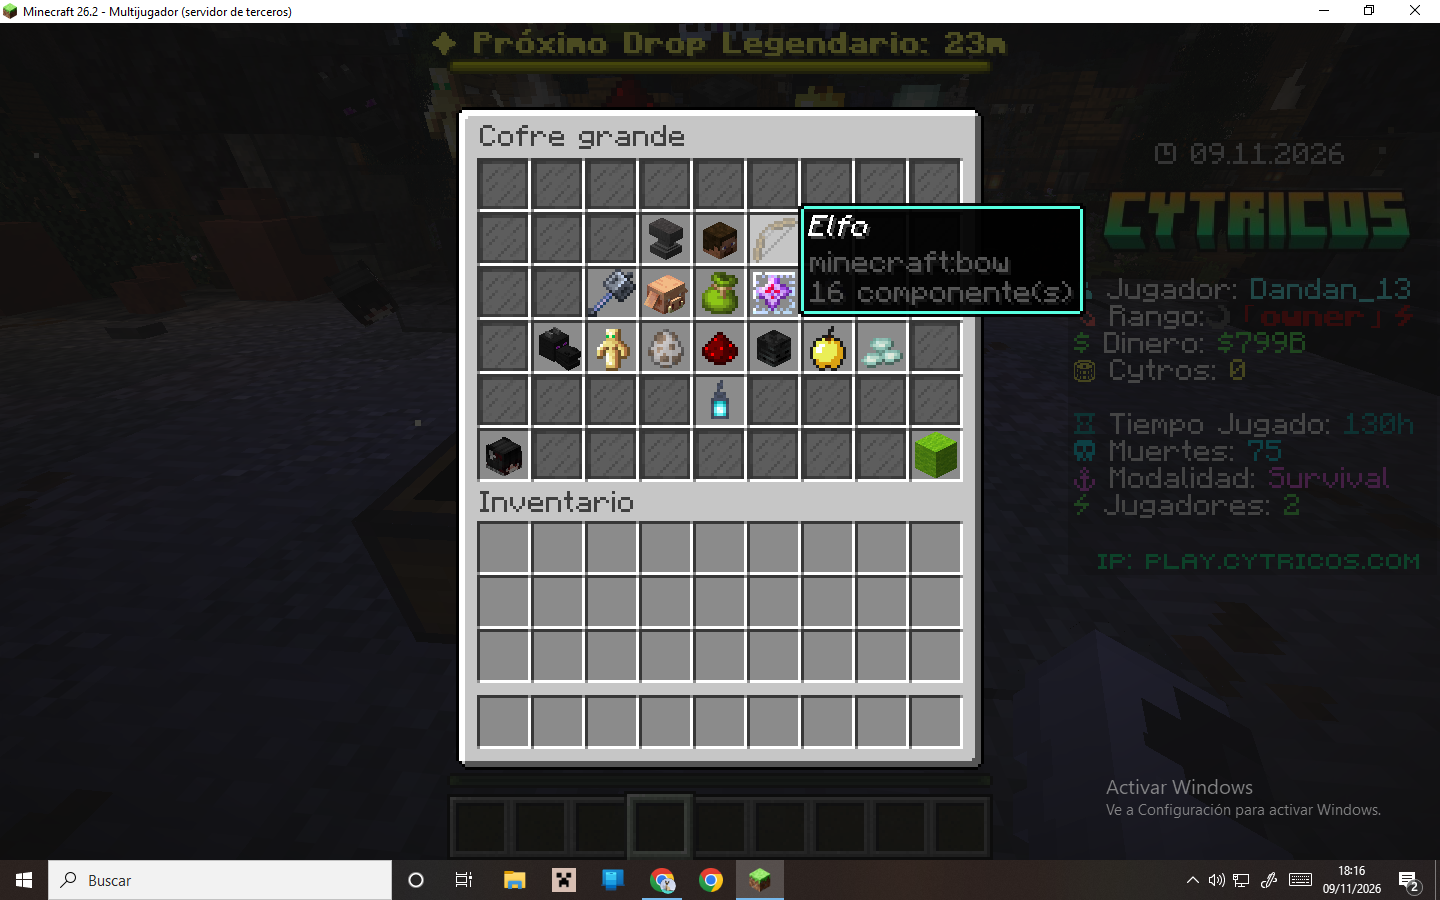 Minecraft 26.2 - Multijugador (servidor de terceros)
Próximo Drop Legendario: 23m
Cofre grande
Elfo
minecraft:bow
16 componente(s)
09.11.2026
CYTRICOS
Jugador: Dandan_13
Rango: 「owner」
Dinero: $799B
Cytros: 0
Tiempo Jugado: 130h
Muertes: 75
Modalidad: Survival
Jugadores: 2
IP: PLAY.CYTRICOS.COM
Inventario
Activar Windows
Ve a Configuración para activar Windows.
Buscar
18:16
09/11/2026
2